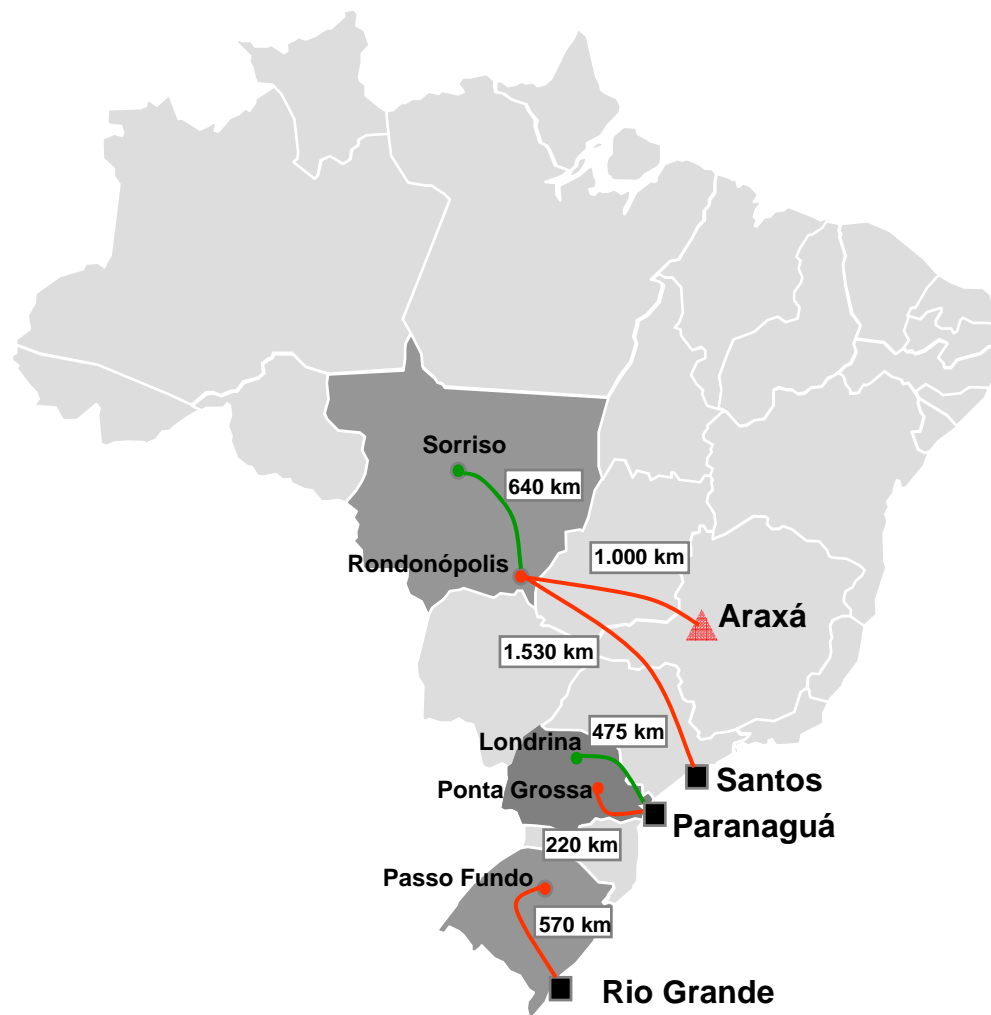 Sorriso
640 km
Rondonópolis
1.000 km
Araxá
1.530 km
475 km
Londrina
Santos
Ponta Grossa
Paranaguá
220 km
Passo Fundo
570 km
Rio Grande